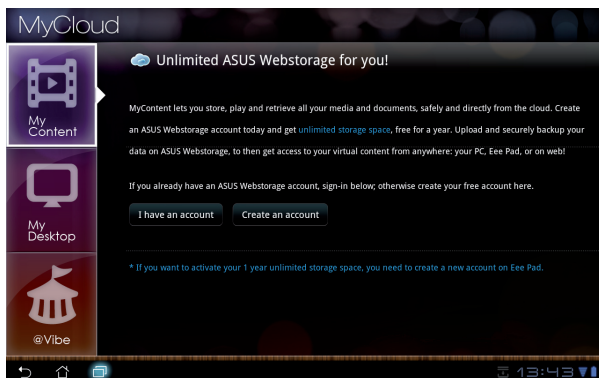 MyCloud
Unlimited ASUS Webstorage for you!
My
Content
MyContent lets you store, play and retrieve all your media and documents, safely and directly from the cloud. Create
an ASUS Webstorage account today and get unlimited storage space, free for a year. Upload and securely backup your
data on ASUS Webstorage, to then get access to your virtual content from anywhere: your PC, Eee Pad, or on web!
If you already have an ASUS Webstorage account, sign-in below; otherwise create your free account here.
I have an account Create an account
My
Desktop
* If you want to activate your 1 year unlimited storage space, you need to create a new account on Eee Pad.
@Vibe
13:43